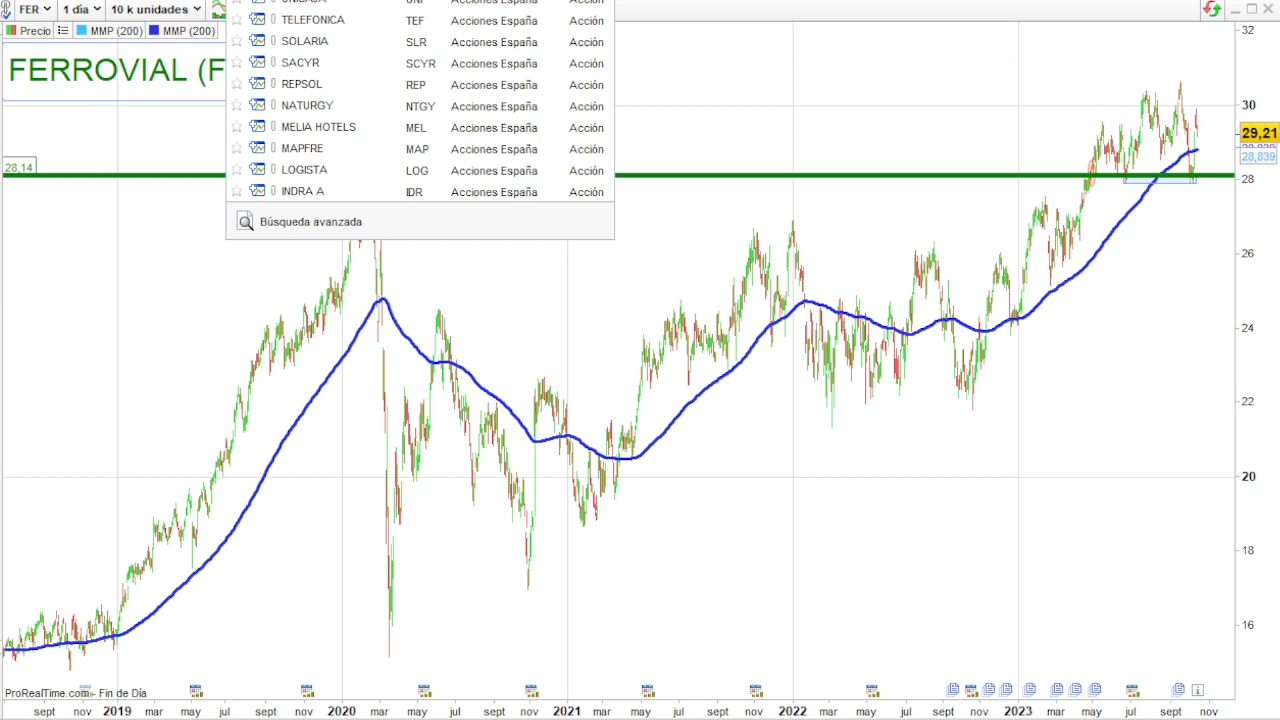 FER 1 día 10 k unidades
Precio MMP (200) MMP (200)
FERROVIAL (F
TELEFONICA TEF Acciones España Acción
SOLARIA SLR Acciones España Acción
SACYR SCYR Acciones España Acción
REPSOL REP Acciones España Acción
NATURGY NTGY Acciones España Acción
MELIA HOTELS MEL Acciones España Acción
MAPFRE MAP Acciones España Acción
LOGISTA LOG Acciones España Acción
INDRA A IDR Acciones España Acción
Búsqueda avanzada
28,14
32
30
29,21
28,839
28
26
24
22
20
18
16
ProRealTime.com - Fin de Día
sept nov 2019 mar may jul sept nov 2020 mar jul sept nov 2021 mar may jul sept nov 2022 mar may jul sept nov 2023 mar may jul sept nov